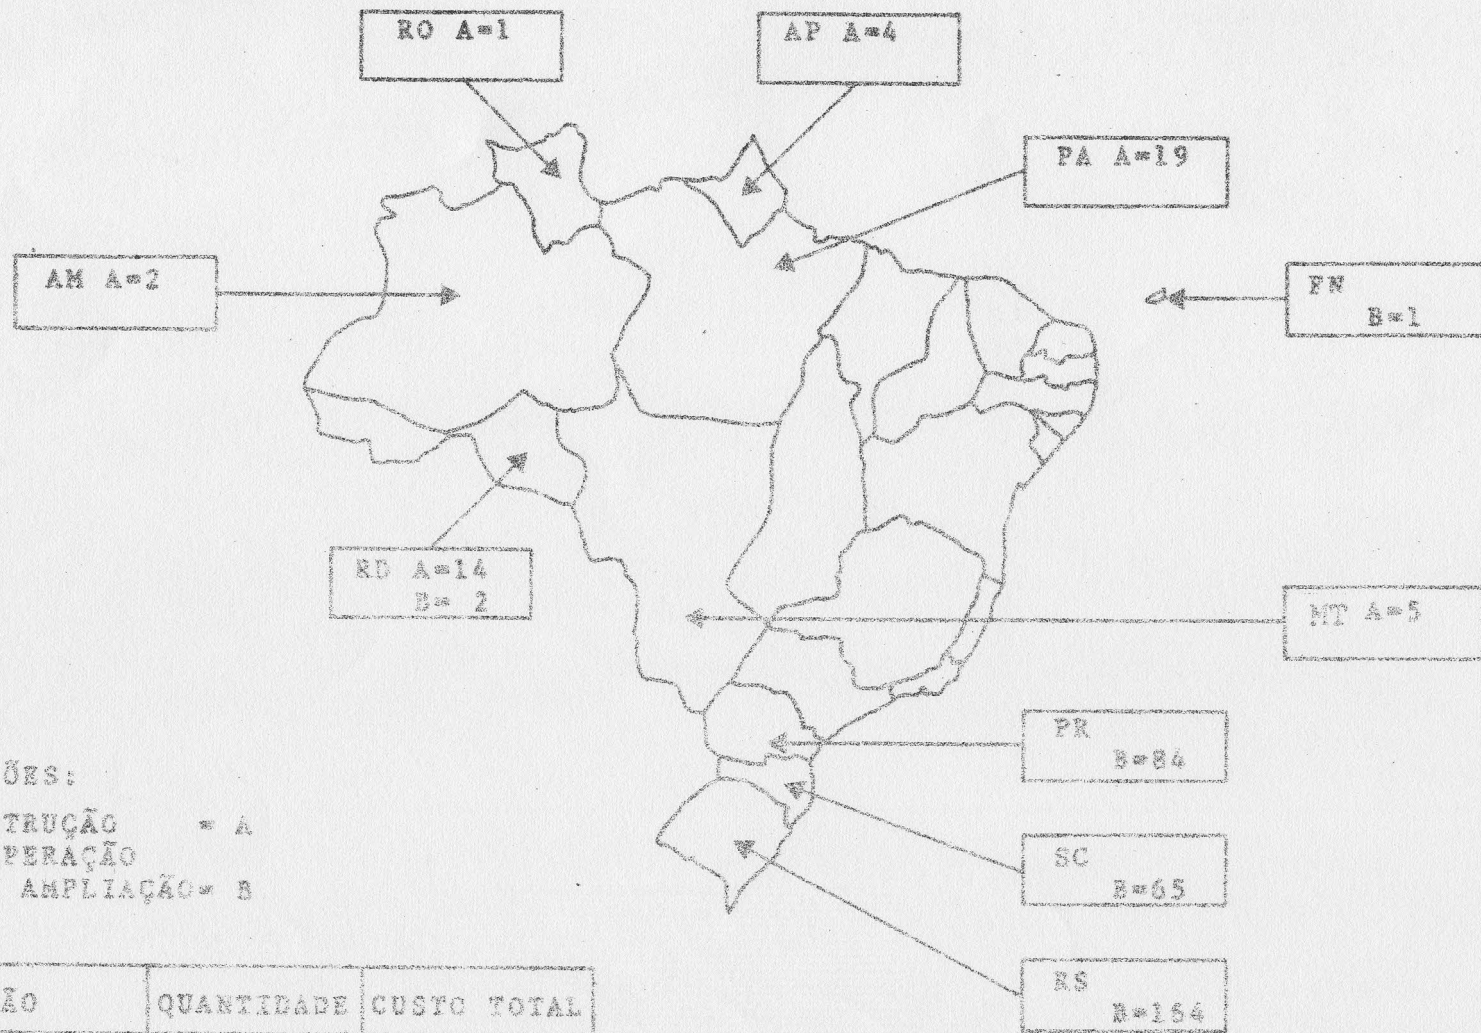 RO A=1
AP A=4
PA A=19
AM A=2
FN
B=1
RD A=14
B= 2
MT A=5
PR
B=84
SC
B=65
RS
B=164
ÕES:
TRUÇÃO = A
PERAÇÃO
AMPLIAÇÃO= B
ÃO QUANTIDADE CUSTO TOTAL